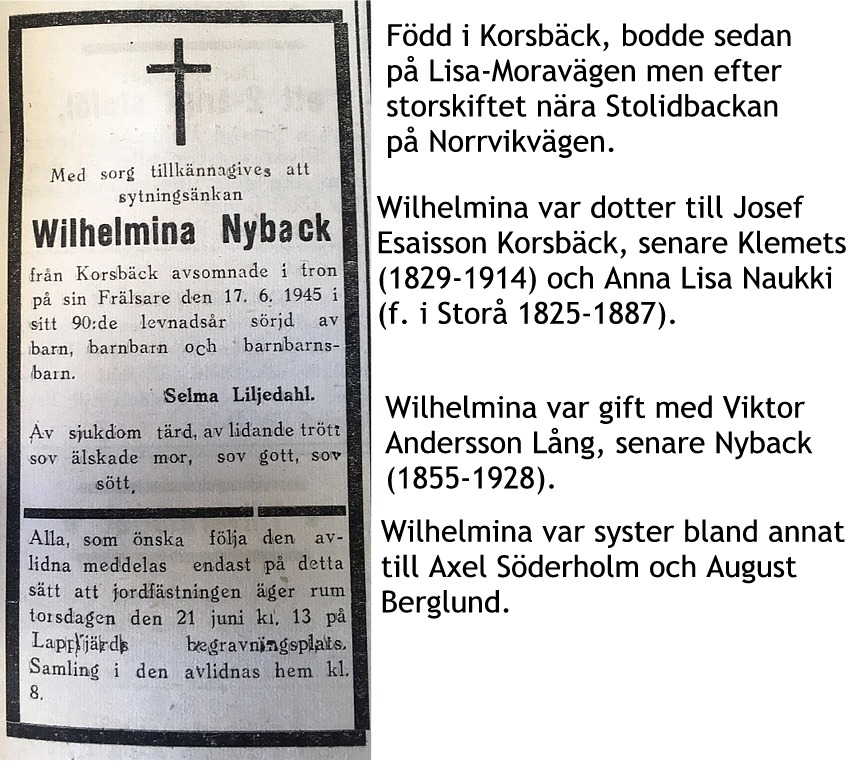 Med sorg tillkännagives att
sytningsänkan
Wilhelmina Nyback
från Korsbäck avsomnade i tron
på sin Frälsare den 17. 6. 1945 i
sitt 90:de levnadsår sörjd av
barn, barnbarn och barnbarns-
barn.
Selma Liljedahl.
Av sjukdom tärd, av lidande trött
sov älskade mor, sov gott, sov
sött.
Alla, som önska följa den av-
lidna meddelas endast på detta
sätt att jordfästningen äger rum
torsdagen den 21 juni kl. 13 på
Lappfjärds begravningsplats.
Samling i den avlidnas hem kl.
8.
Född i Korsbäck, bodde sedan
på Lisa-Moravägen men efter
storskiftet nära Stolidbackan
på Norrvikvägen.
Wilhelmina var dotter till Josef
Esaisson Korsbäck, senare Klemets
(1829-1914) och Anna Lisa Naukki
(f. i Storå 1825-1887).
Wilhelmina var gift med Viktor
Andersson Lång, senare Nyback
(1855-1928).
Wilhelmina var syster bland annat
till Axel Söderholm och August
Berglund.